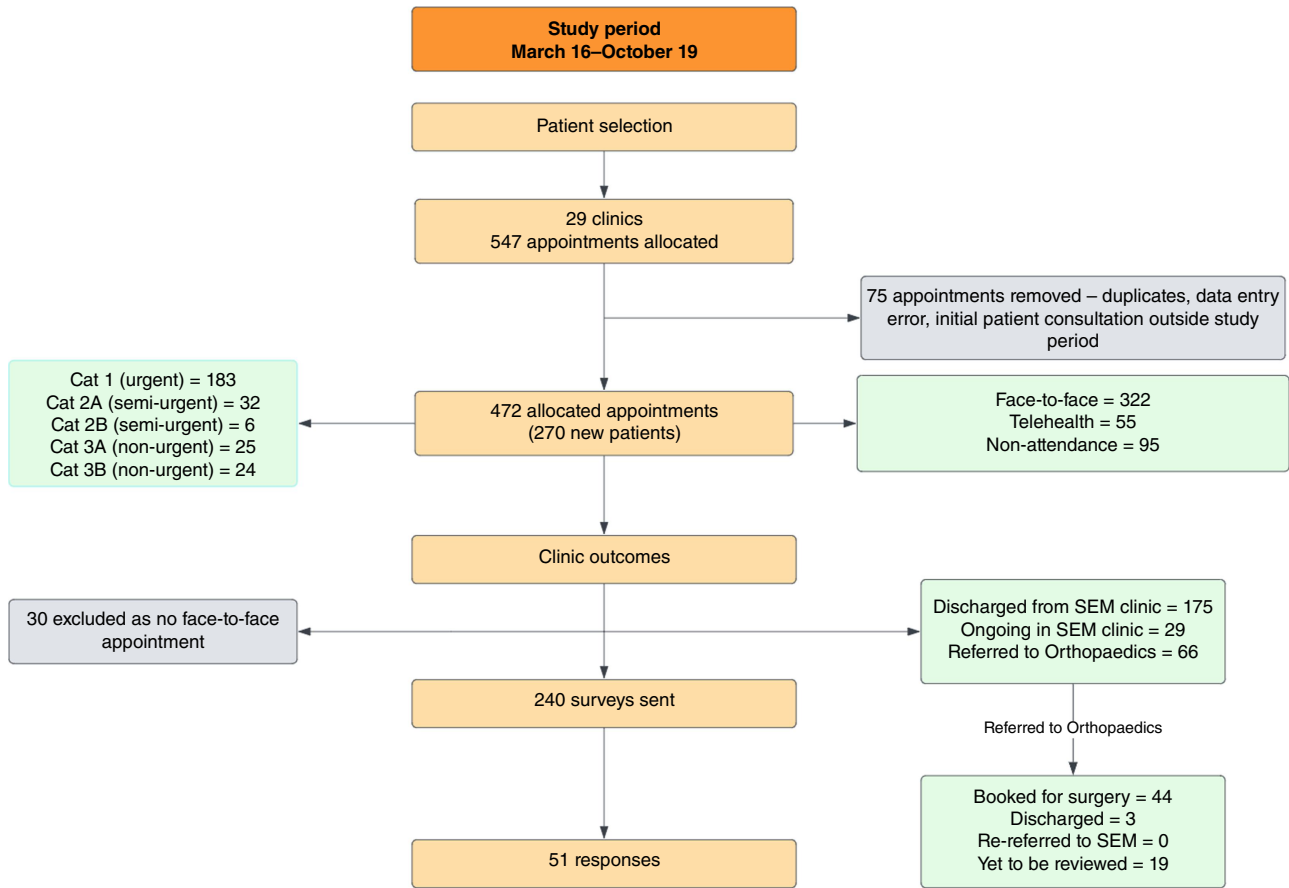 Study period
March 16–October 19
Patient selection
29 clinics
547 appointments allocated
75 appointments removed – duplicates, data entry
error, initial patient consultation outside study
period
Cat 1 (urgent) = 183
Cat 2A (semi-urgent) = 32
Cat 2B (semi-urgent) = 6
Cat 3A (non-urgent) = 25
Cat 3B (non-urgent) = 24
472 allocated appointments
(270 new patients)
Face-to-face = 322
Telehealth = 55
Non-attendance = 95
Clinic outcomes
30 excluded as no face-to-face
appointment
Discharged from SEM clinic = 175
Ongoing in SEM clinic = 29
Referred to Orthopaedics = 66
240 surveys sent
Referred to Orthopaedics
Booked for surgery = 44
Discharged = 3
Re-referred to SEM = 0
Yet to be reviewed = 19
51 responses